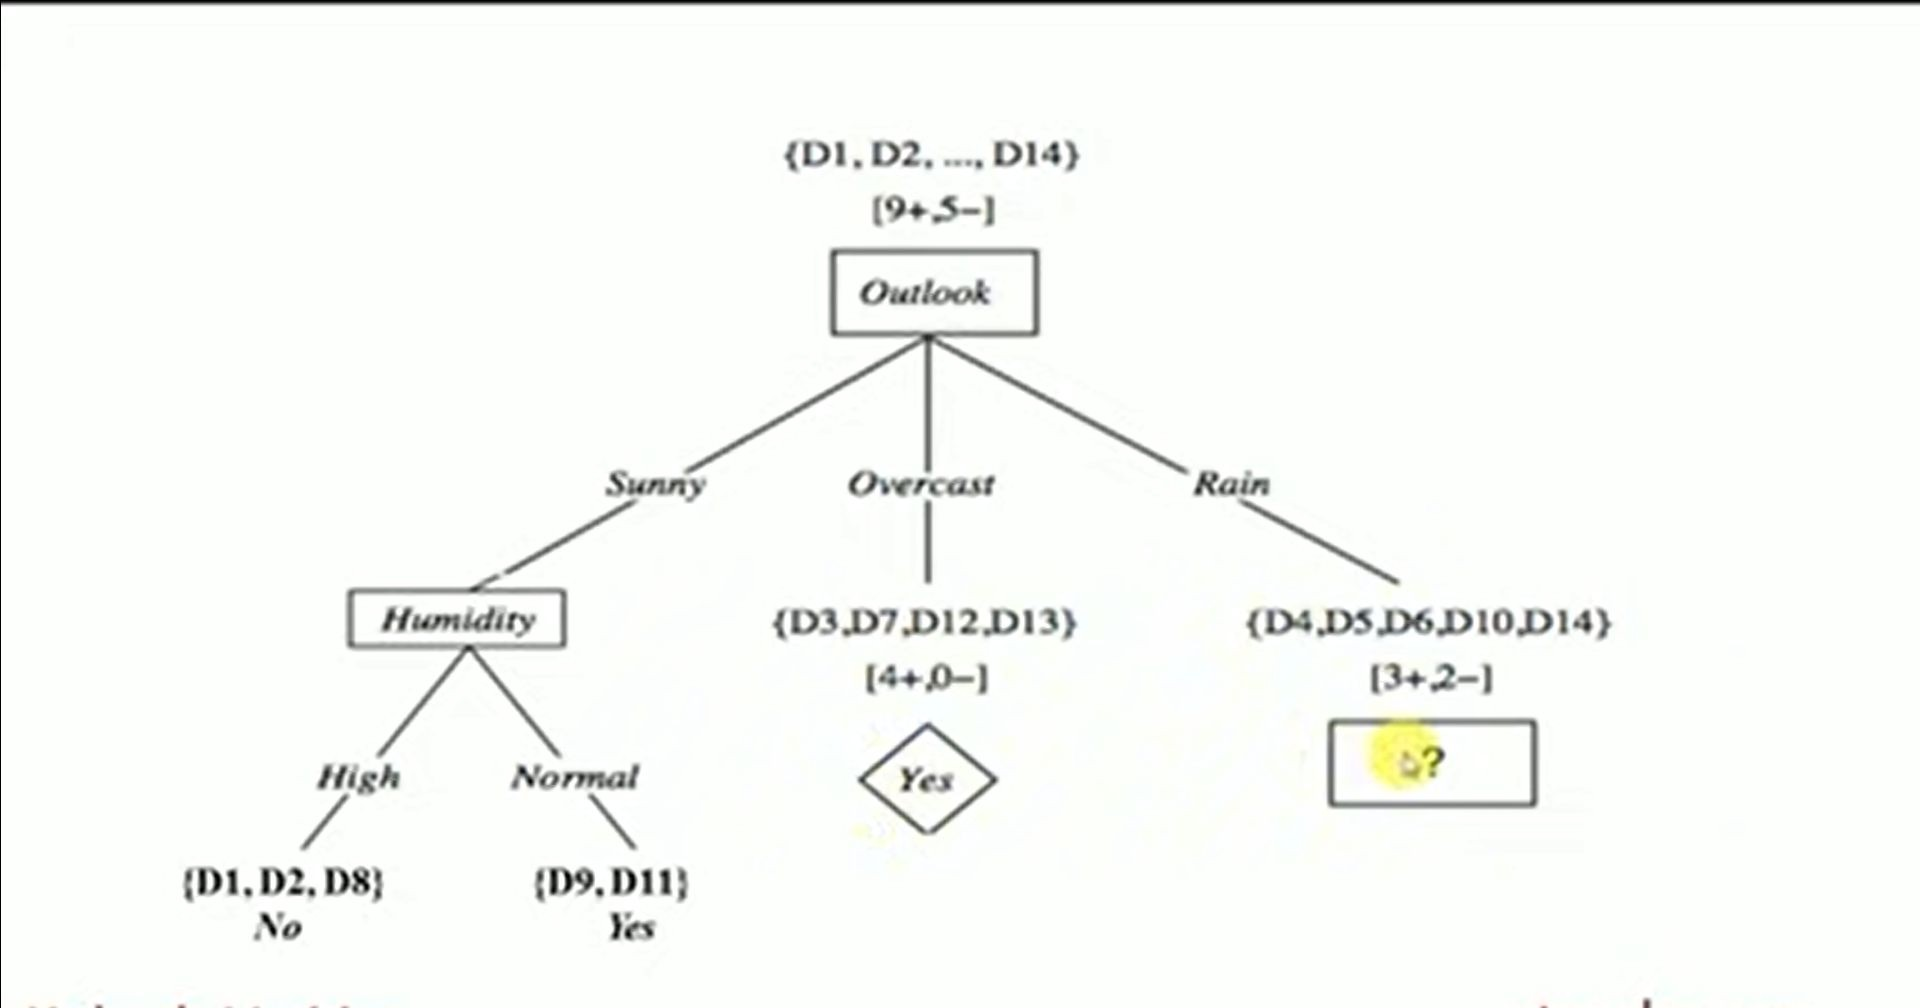 {D1, D2, ..., D14}
[9+,5−]
Outlook
Sunny Overcast Rain
Humidity {D3,D7,D12,D13} {D4,D5,D6,D10,D14}
[4+,0−] [3+,2−]
High Normal Yes ?
{D1, D2, D8} {D9, D11}
No Yes